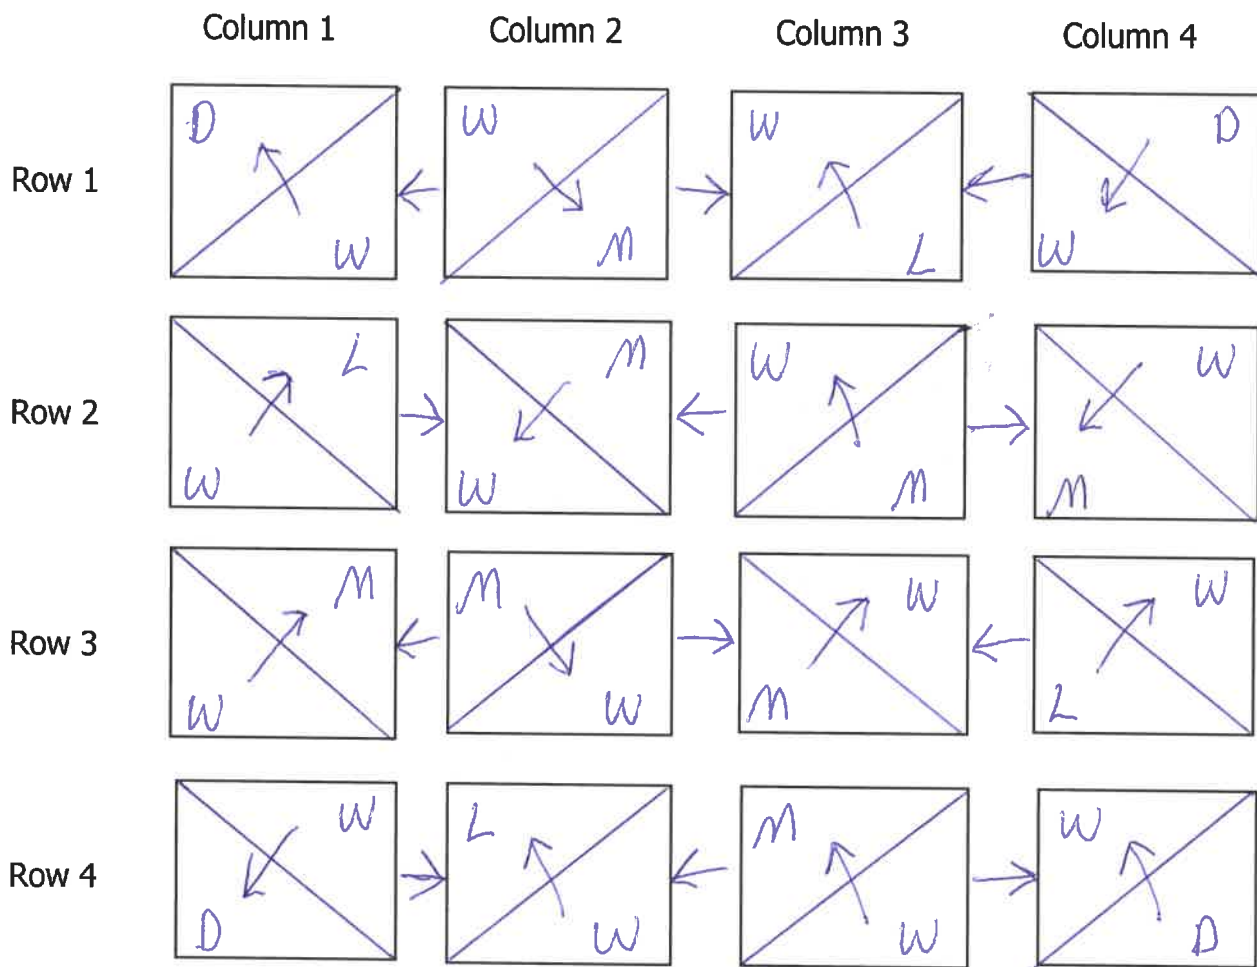 Column 1 Column 2 Column 3 Column 4
D W W D
Row 1
W M L W
L M W W
Row 2
W W M M
M M W W
Row 3
W W M L
W L M W
Row 4
D W W D